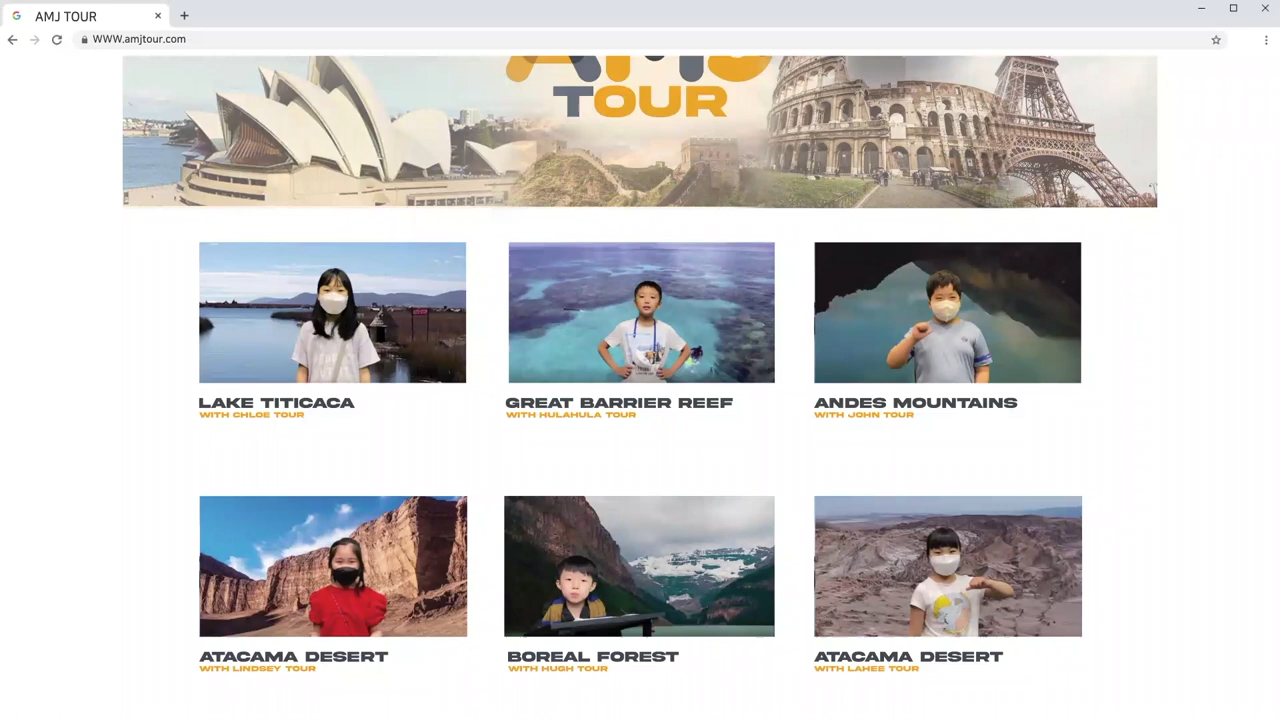 AMJ TOUR
WWW.amjtour.com
AMJ
TOUR
LAKE TITICACA
WITH CHLOE TOUR
GREAT BARRIER REEF
WITH HULAHULA TOUR
ANDES MOUNTAINS
WITH JOHN TOUR
ATACAMA DESERT
WITH LINDSEY TOUR
BOREAL FOREST
WITH HUGH TOUR
ATACAMA DESERT
WITH LAHEE TOUR